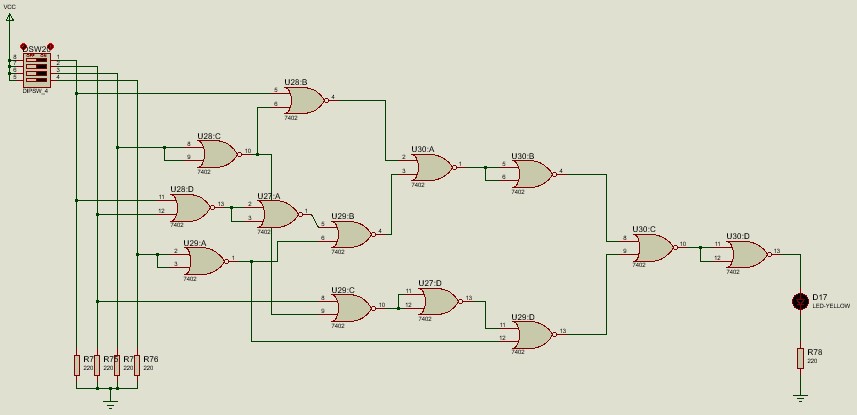 VCC
DSW20
OFF ON
8 1
7 2
6 3
5 4
DIPSW_4
U28:B
5
6
4
7402
U28:C
8
9
10
7402
U30:A
2
3
1
7402
U30:B
5
6
4
7402
U28:D
11
12
13
7402
U27:A
2
3
1
7402
U29:B
5
6
4
7402
U29:A
2
3
1
7402
U30:C
8
9
10
7402
U30:D
11
12
13
7402
U29:C
8
9
10
7402
U27:D
11
12
13
7402
U29:D
11
12
13
7402
D17
LED-YELLOW
R7 R75 R7 R76
220 220 220 220
R78
220